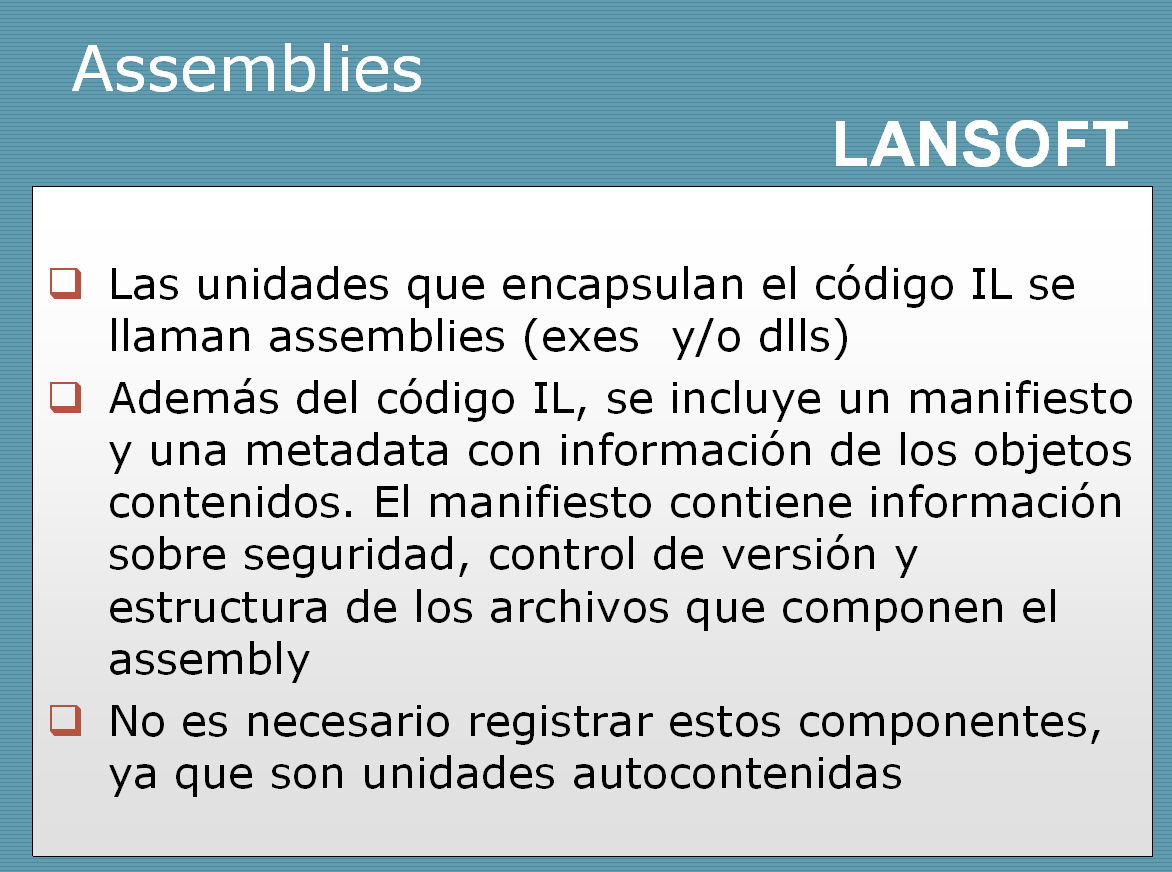 Assemblies
LANSOFT
Las unidades que encapsulan el código IL se
llaman assemblies (exes  y/o dlls)
Además del código IL, se incluye un manifiesto
y una metadata con información de los objetos
contenidos. El manifiesto contiene información
sobre seguridad, control de versión y
estructura de los archivos que componen el
assembly
No es necesario registrar estos componentes,
ya que son unidades autocontenidas